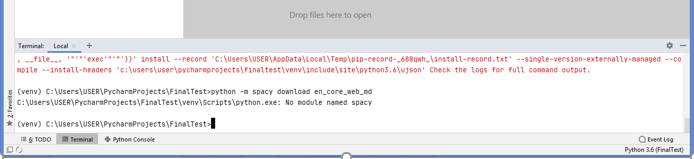 Drop files here to open
Terminal: Local × +
, __file__, '"'"'exec'"'"'))' install --record 'C:\Users\USER\AppData\Local\Temp\pip-record-_680qwh_\install-record.txt' --single-version-externally-managed --co
mpile --install-headers 'c:\users\user\pycharmprojects\finaltest\venv\include\site\python3.6\ujson' Check the logs for full command output.
(venv) C:\Users\USER\PycharmProjects\FinalTest>python -m spacy download en_core_web_md
C:\Users\USER\PycharmProjects\FinalTest\venv\Scripts\python.exe: No module named spacy
(venv) C:\Users\USER\PycharmProjects\FinalTest>
2: Favorites
6: TODO Terminal Python Console Event Log
Python 3.6 (FinalTest)